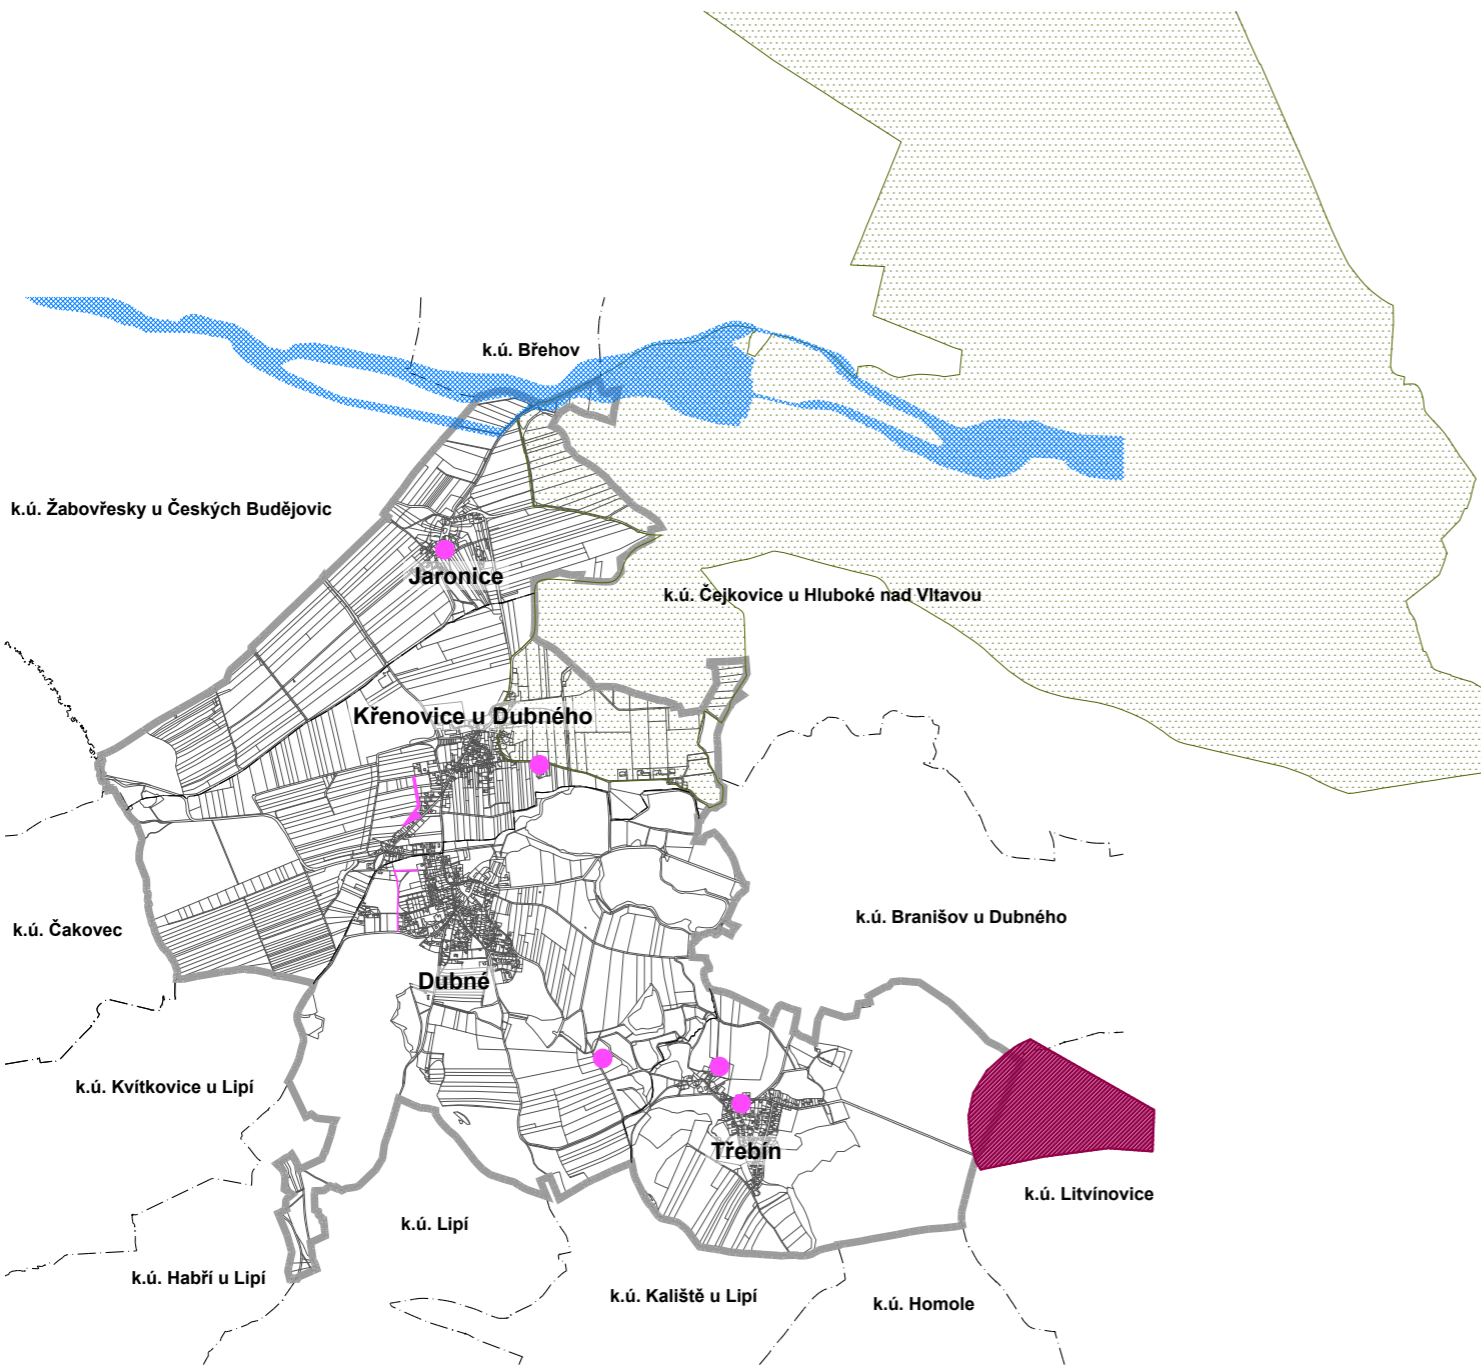 k.ú. Břehov
k.ú. Žabovřesky u Českých Budějovic
Jaronice
k.ú. Čejkovice u Hluboké nad Vltavou
Křenovice u Dubného
k.ú. Branišov u Dubného
k.ú. Čakovec
Dubné
k.ú. Kvítkovice u Lipí
Třebín
k.ú. Litvínovice
k.ú. Lipí
k.ú. Habří u Lipí
k.ú. Kaliště u Lipí
k.ú. Homole